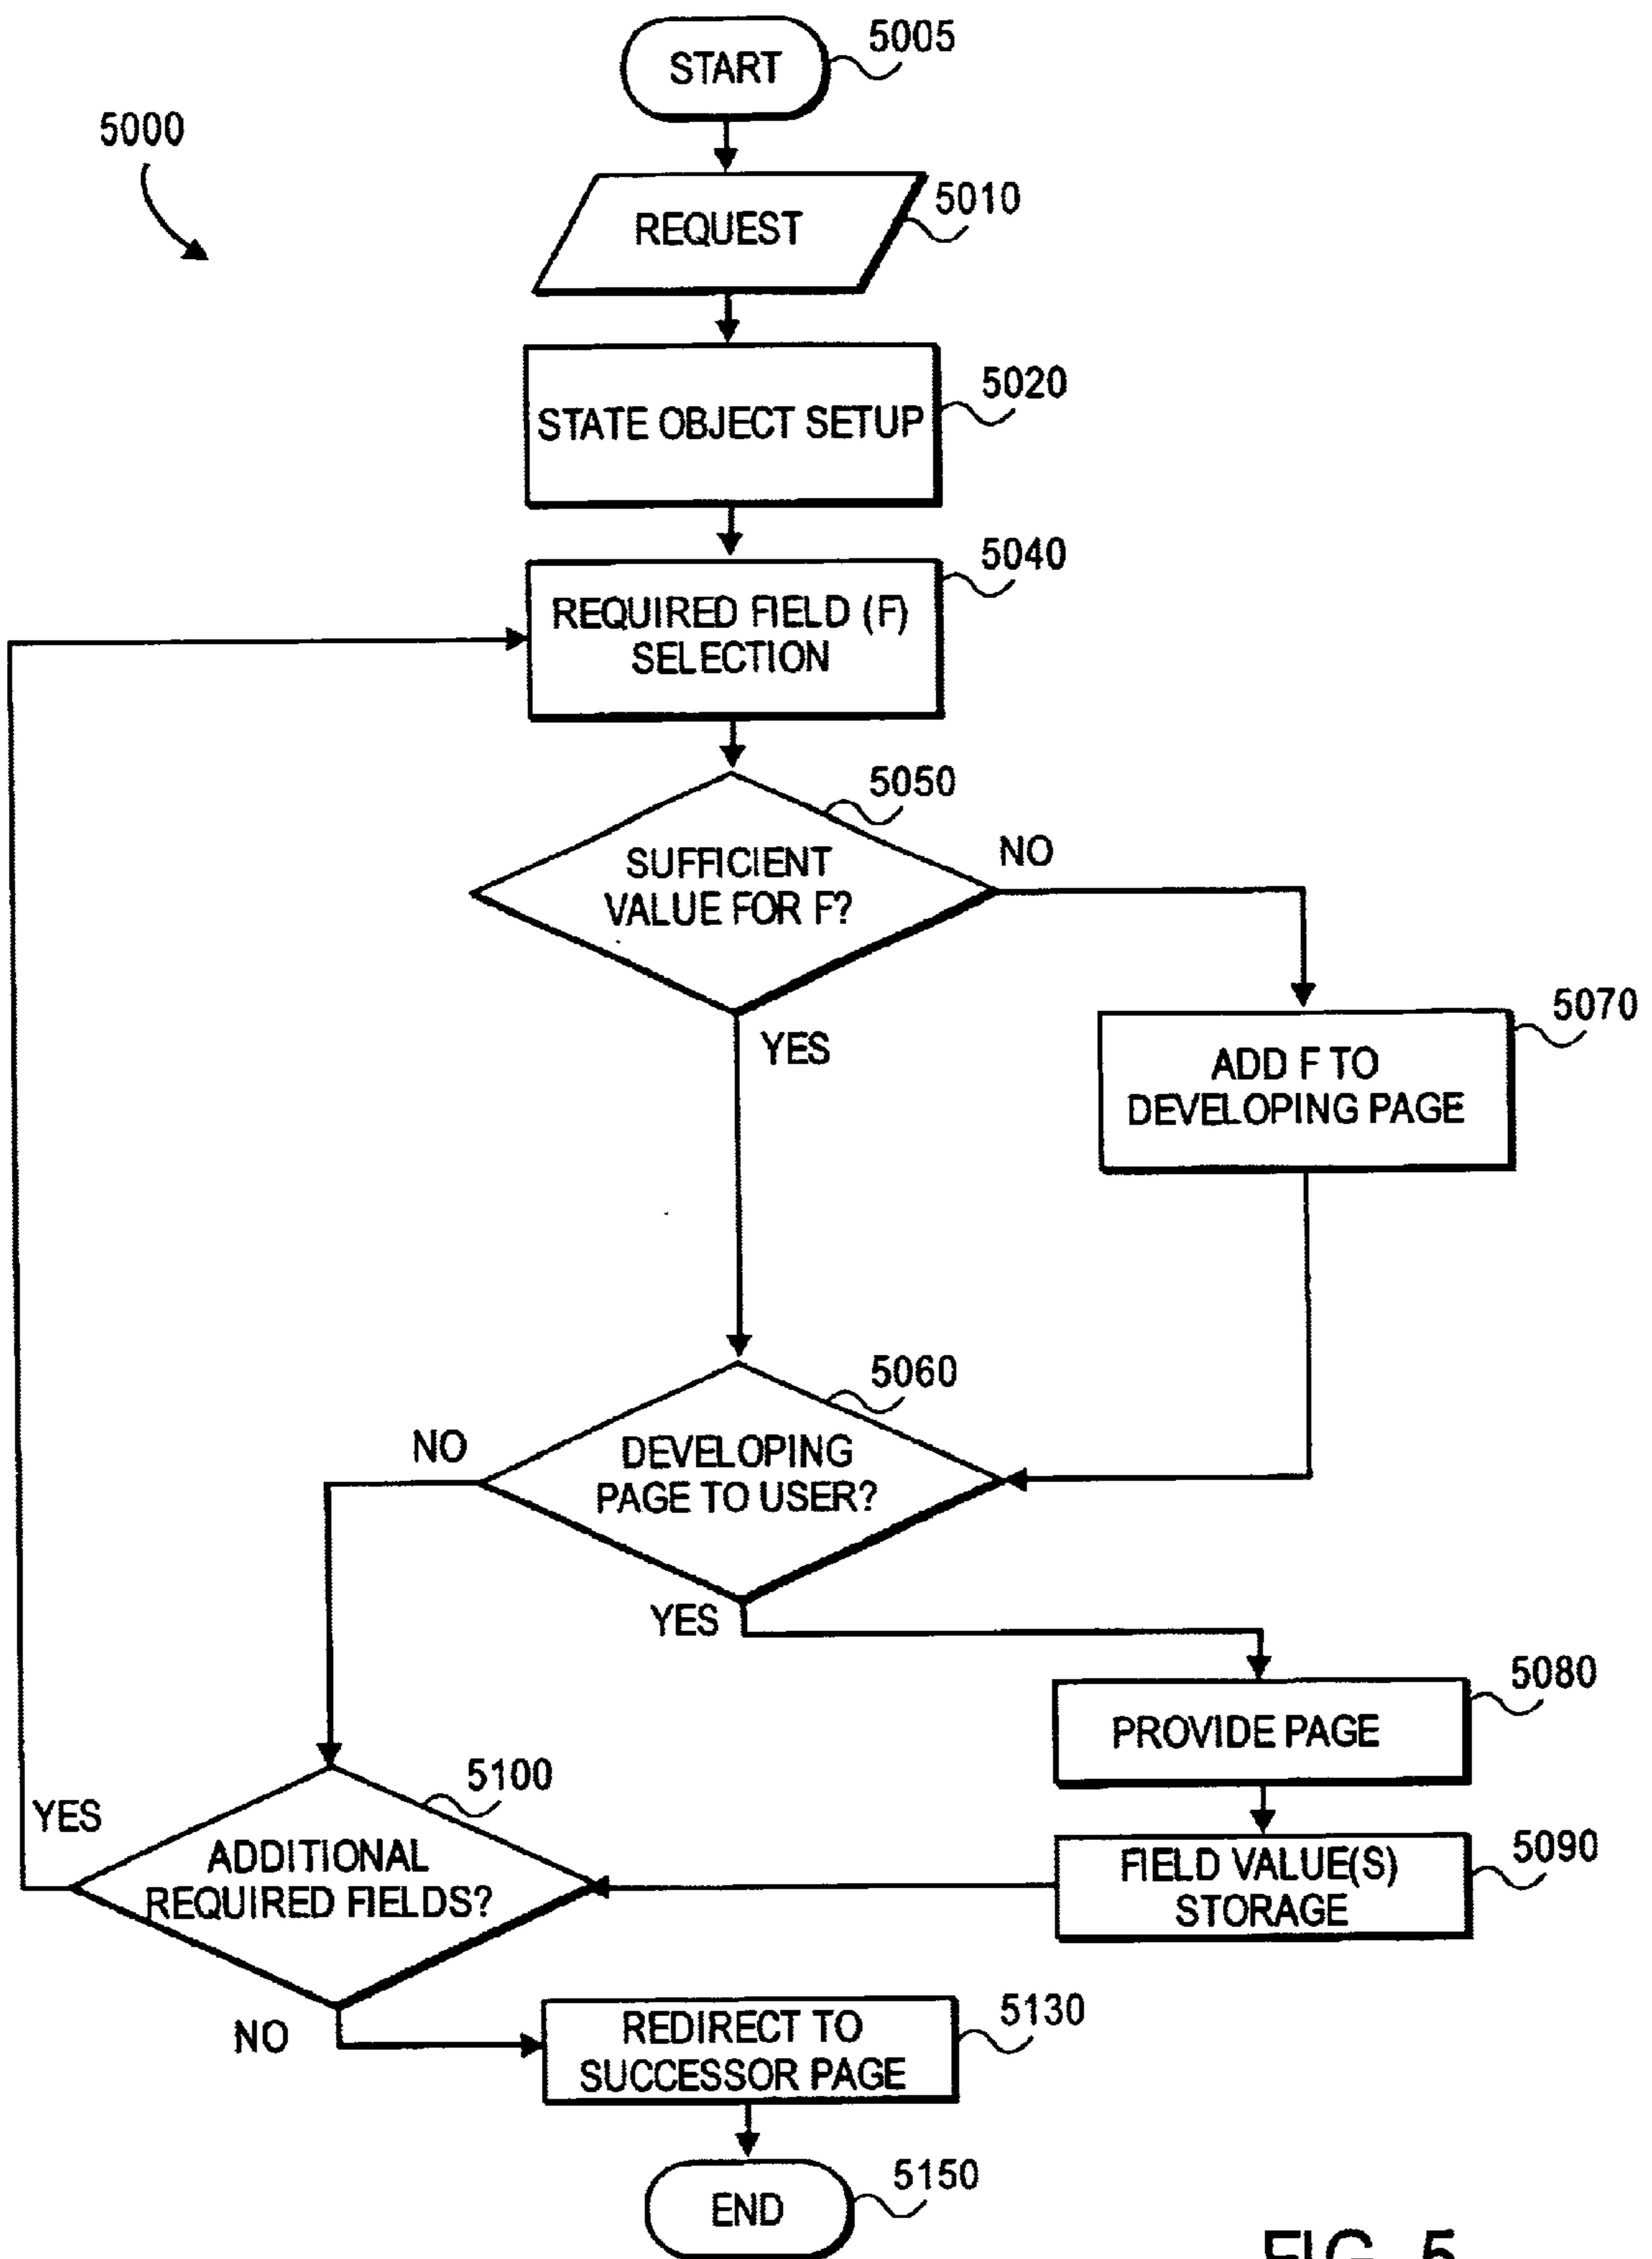 START
5005
5000
REQUEST
5010
STATE OBJECT SETUP
5020
REQUIRED FIELD (F)
SELECTION
5040
SUFFICIENT
VALUE FOR F?
5050
NO
YES
ADD F TO
DEVELOPING PAGE
5070
DEVELOPING
PAGE TO USER?
5060
NO
YES
PROVIDE PAGE
5080
FIELD VALUE(S)
STORAGE
5090
ADDITIONAL
REQUIRED FIELDS?
5100
YES
NO
REDIRECT TO
SUCCESSOR PAGE
5130
END
5150
FIG. 5